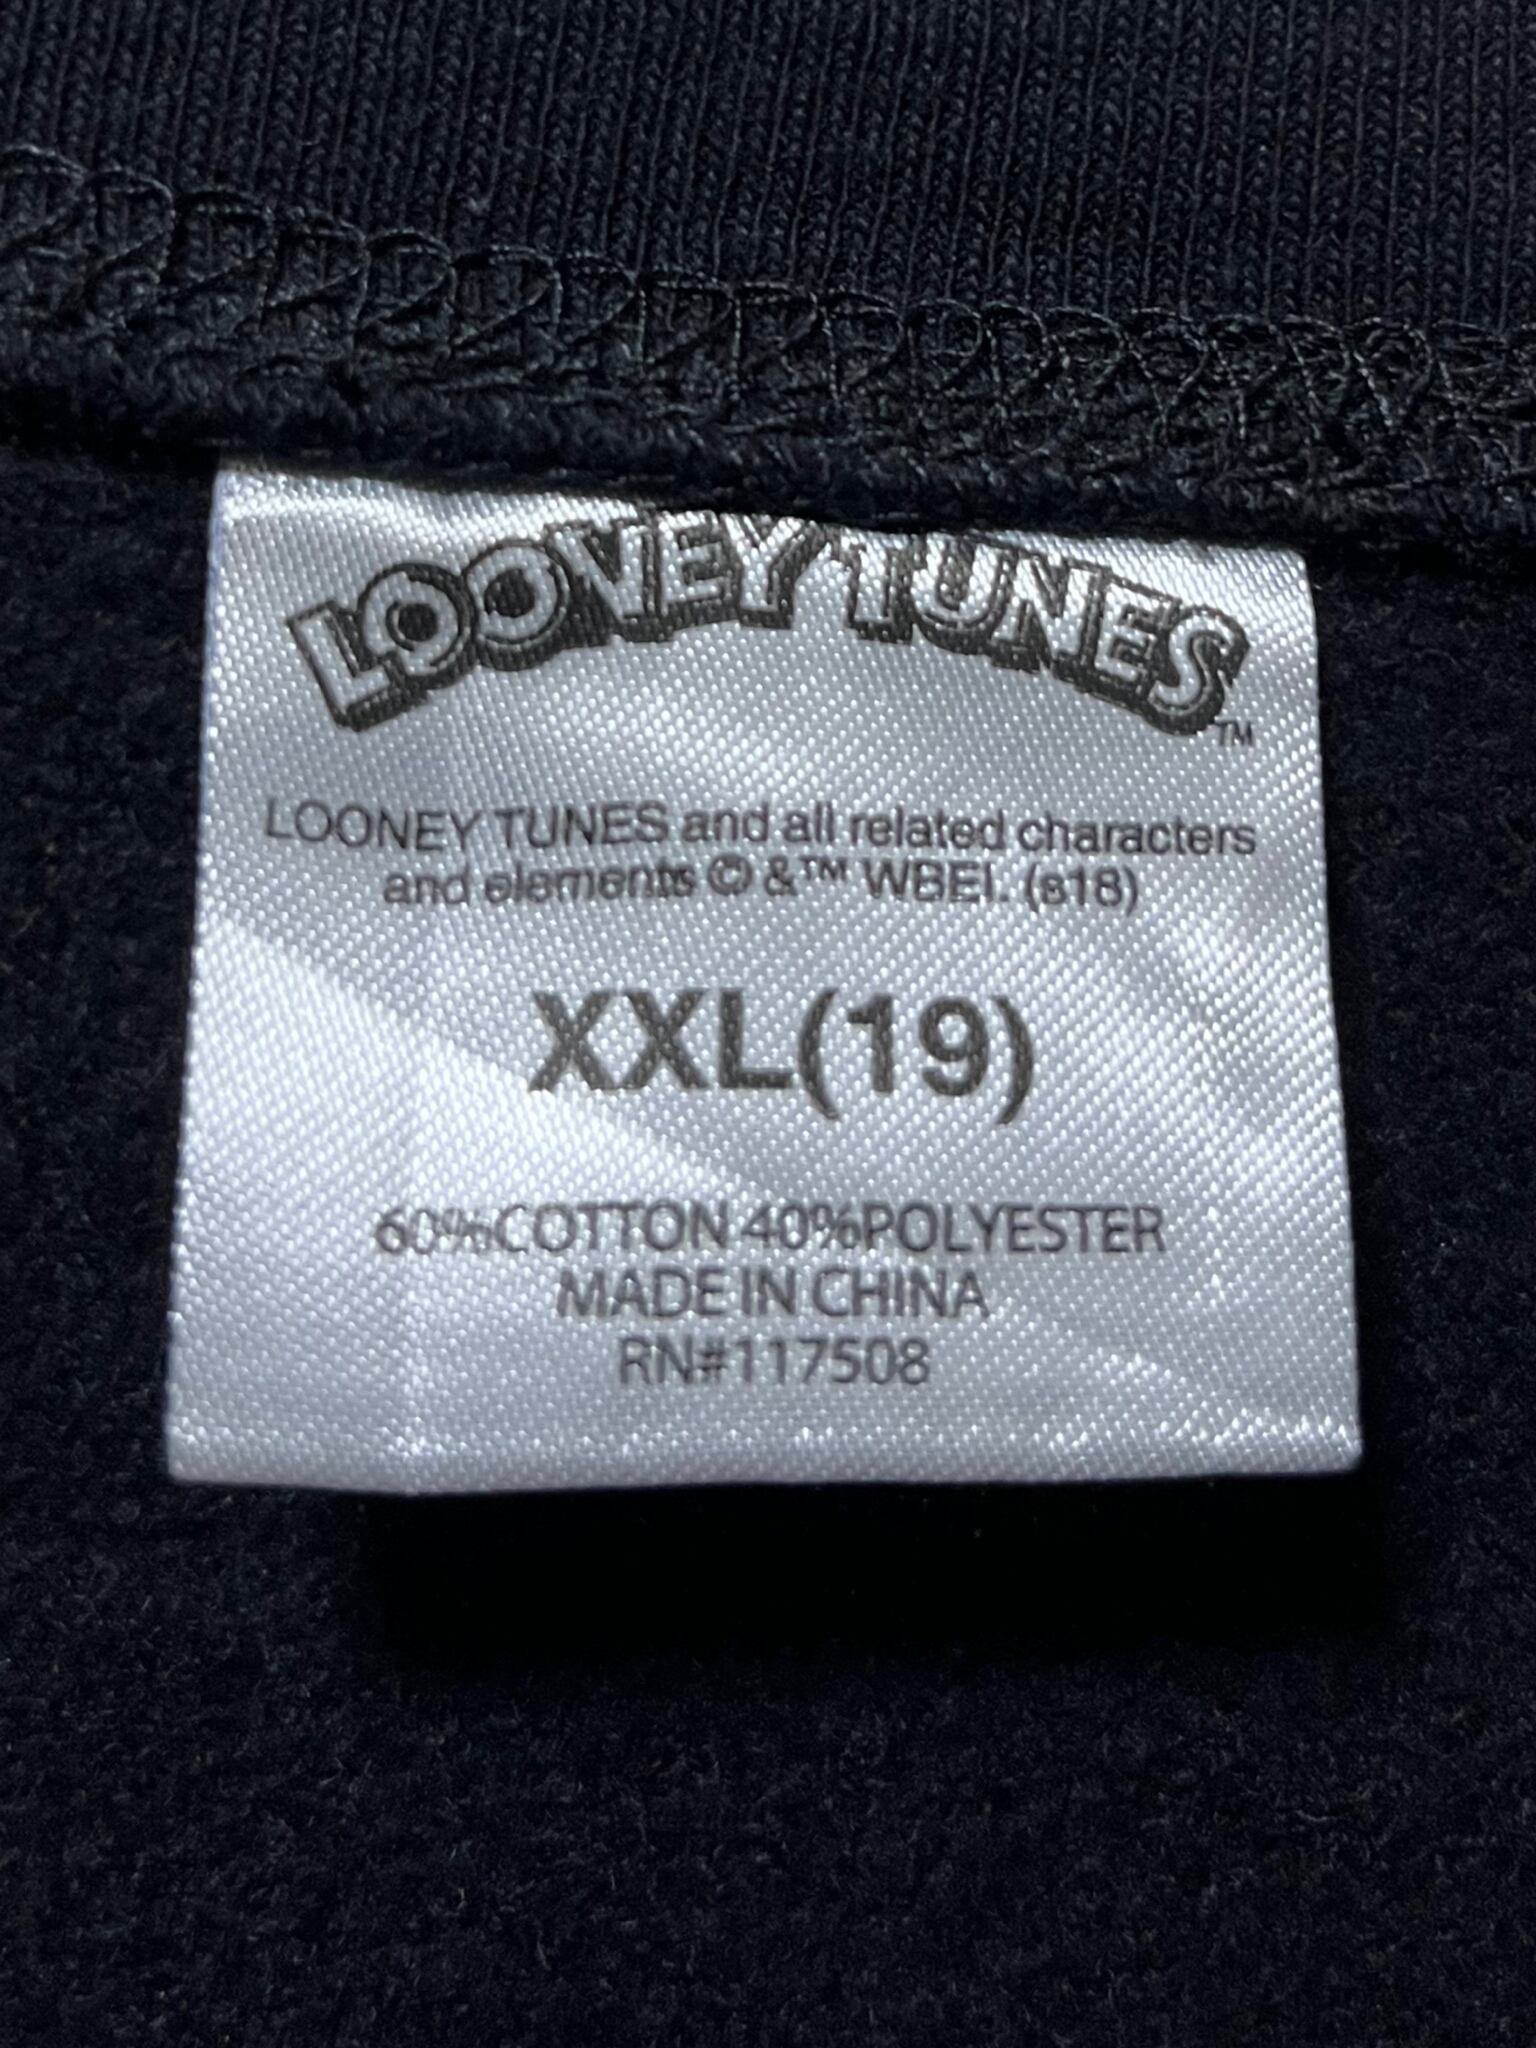 LOONEY TUNES™
LOONEY TUNES and all related characters
and elements © & ™ WBEI. (s18)
XXL(19)
60%COTTON 40%POLYESTER
MADE IN CHINA
RN#117508